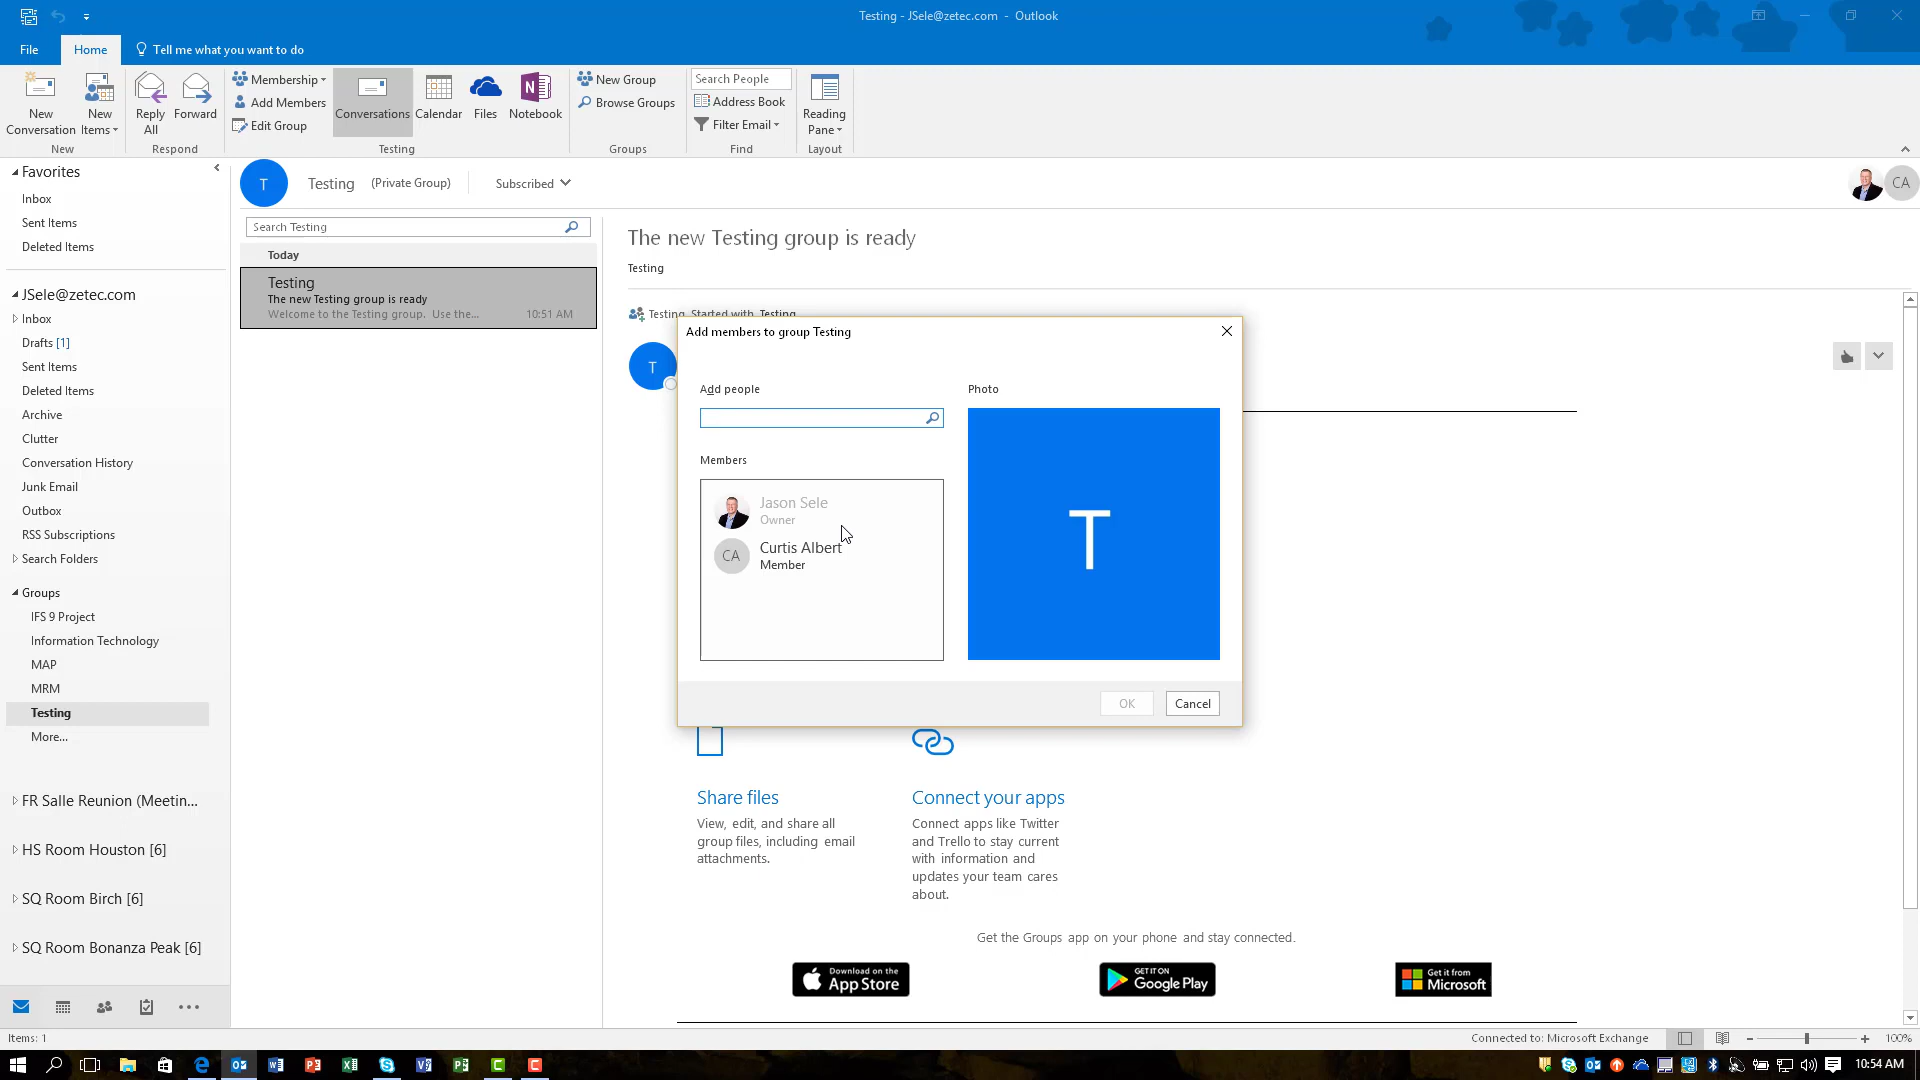 Testing - JSele@zetec.com - Outlook
File
Home
Tell me what you want to do
New
Conversation
New
Items
New
Reply
All
Forward
Respond
Membership
Add Members
Edit Group
Conversations
Calendar
Files
Notebook
Testing
New Group
Browse Groups
Groups
Search People
Address Book
Filter Email
Find
Reading
Pane
Layout
Favorites
Inbox
Sent Items
Deleted Items
JSele@zetec.com
Inbox
Drafts [1]
Sent Items
Deleted Items
Archive
Clutter
Conversation History
Junk Email
Outbox
RSS Subscriptions
Search Folders
Groups
IFS 9 Project
Information Technology
MAP
MRM
Testing
More...
FR Salle Reunion (Meetin...
HS Room Houston [6]
SQ Room Birch [6]
SQ Room Bonanza Peak [6]
T
Testing
(Private Group)
Subscribed
CA
Search Testing
Today
Testing
The new Testing group is ready
Welcome to the Testing group. Use the...
10:51 AM
The new Testing group is ready
Testing
Testing Started with Testing
T
Add members to group Testing
Add people
Members
Jason Sele
Owner
CA
Curtis Albert
Member
Photo
T
OK
Cancel
Share files
View, edit, and share all
group files, including email
attachments.
Connect your apps
Connect apps like Twitter
and Trello to stay current
with information and
updates your team cares
about.
Get the Groups app on your phone and stay connected.
Download on the
App Store
GET IT ON
Google Play
Get it from
Microsoft
Items: 1
Connected to: Microsoft Exchange
100%
10:54 AM